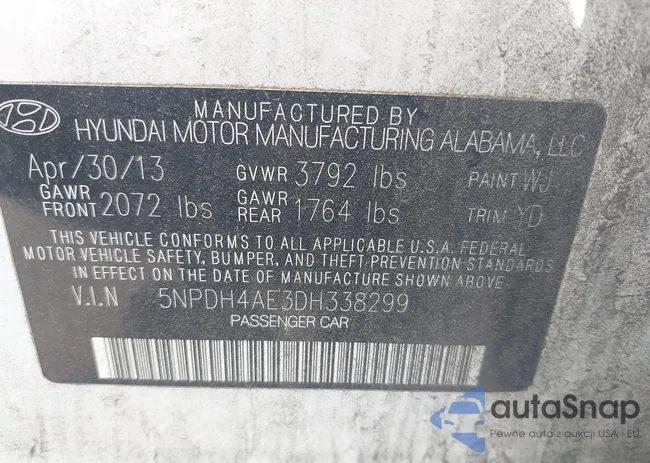 MANUFACTURED BY
HYUNDAI MOTOR MANUFACTURING ALABAMA, LLC
Apr/30/13 GVWR 3792 lbs PAINT WJ
GAWR FRONT 2072 lbs GAWR REAR 1764 lbs TRIM YD
THIS VEHICLE CONFORMS TO ALL APPLICABLE U.S.A. FEDERAL
MOTOR VEHICLE SAFETY, BUMPER, AND THEFT PREVENTION STANDARDS
IN EFFECT ON THE DATE OF MANUFACTURE SHOWN ABOVE.
V.I.N 5NPDH4AE3DH338299
PASSENGER CAR
autaSnap
Pewne auto z aukcji USA i EU